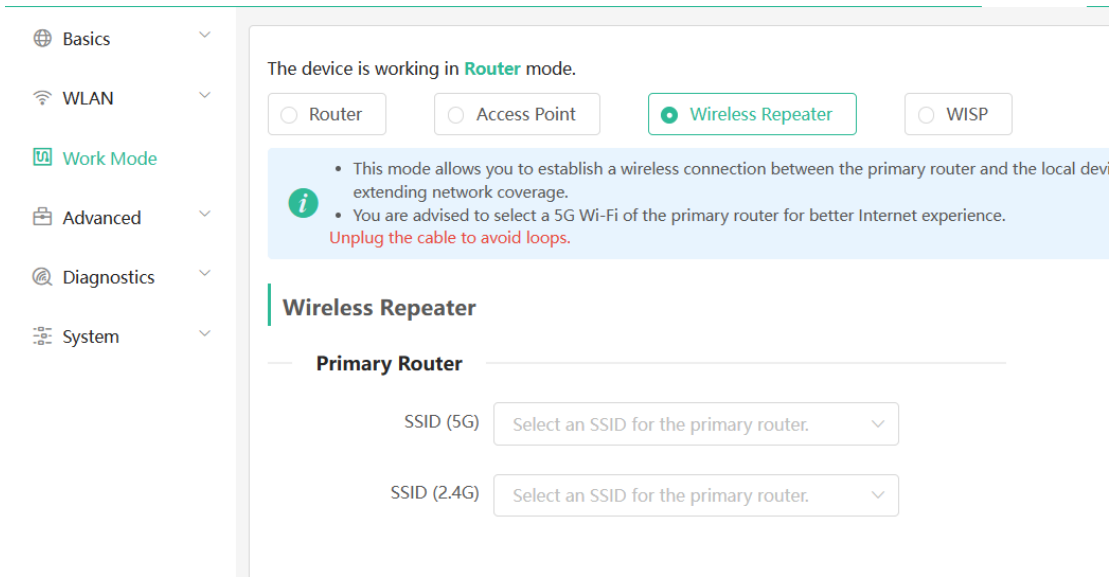 Basics
WLAN
Work Mode
Advanced
Diagnostics
System
The device is working in Router mode.
Router
Access Point
Wireless Repeater
WISP
• This mode allows you to establish a wireless connection between the primary router and the local devi
extending network coverage.
• You are advised to select a 5G Wi-Fi of the primary router for better Internet experience.
Unplug the cable to avoid loops.
Wireless Repeater
Primary Router
SSID (5G) Select an SSID for the primary router.
SSID (2.4G) Select an SSID for the primary router.